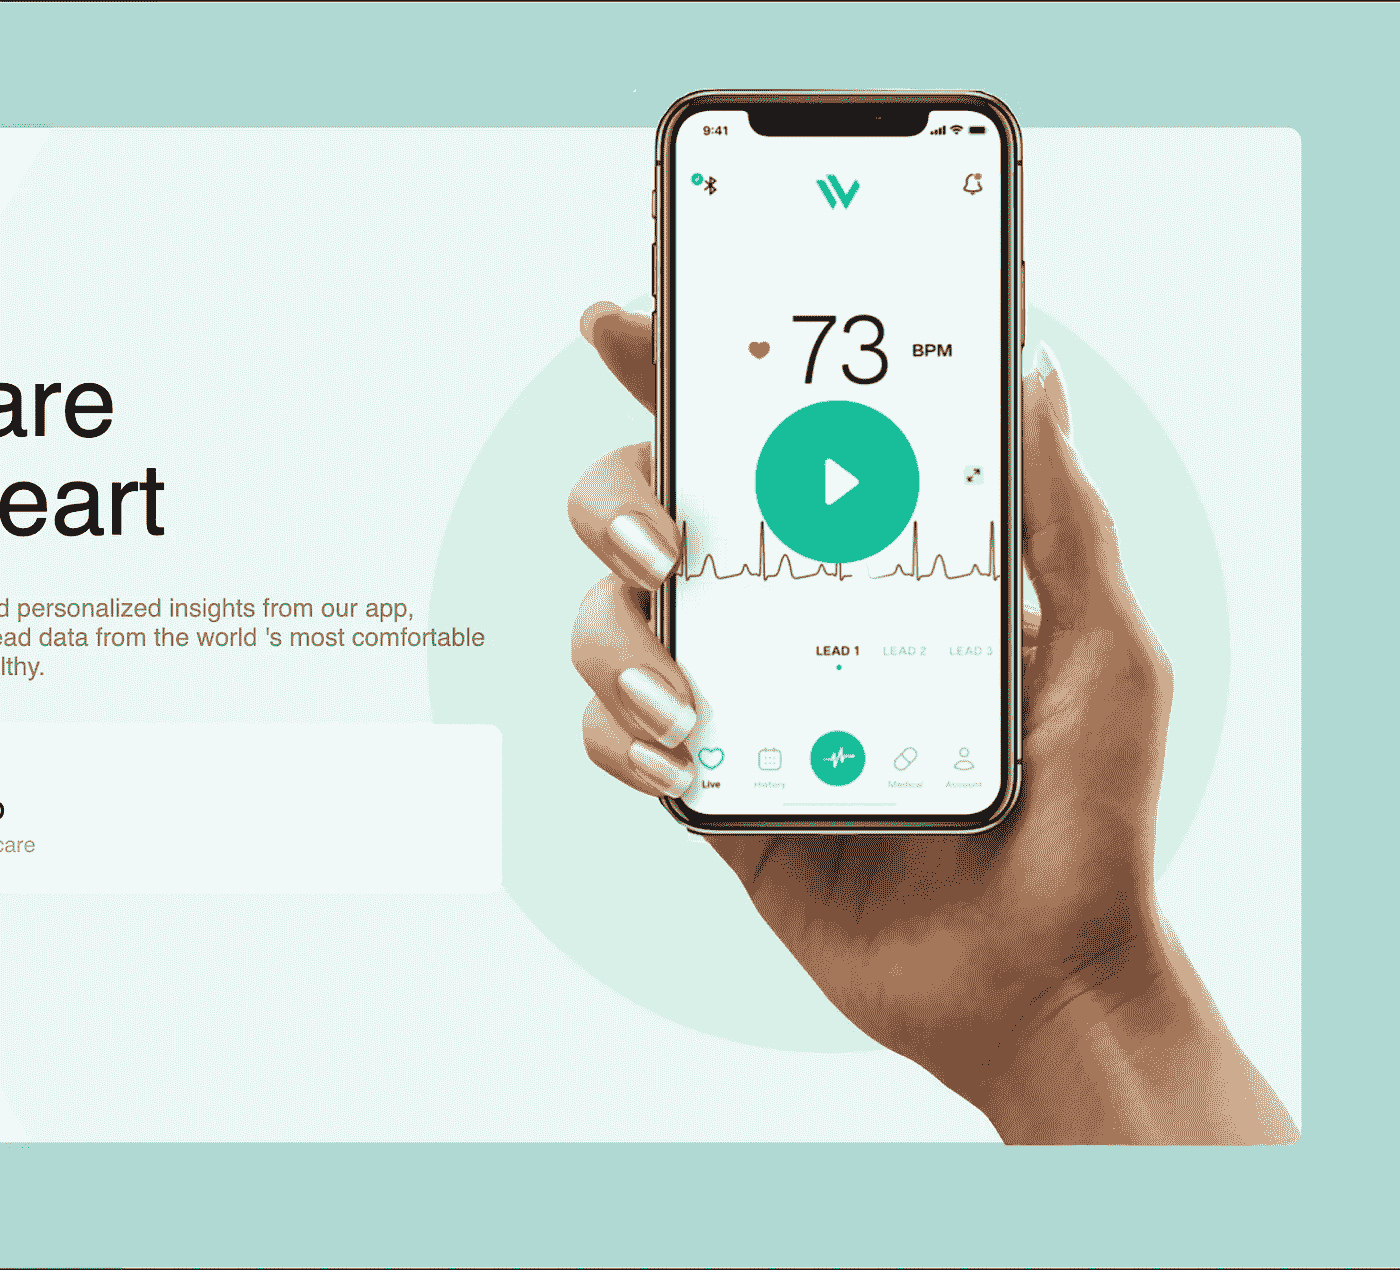 are
eart
d personalized insights from our app,
ead data from the world 's most comfortable
lthy.
o
care
9:41
73 BPM
LEAD 1 LEAD 2 LEAD 3
Live History Medical Account